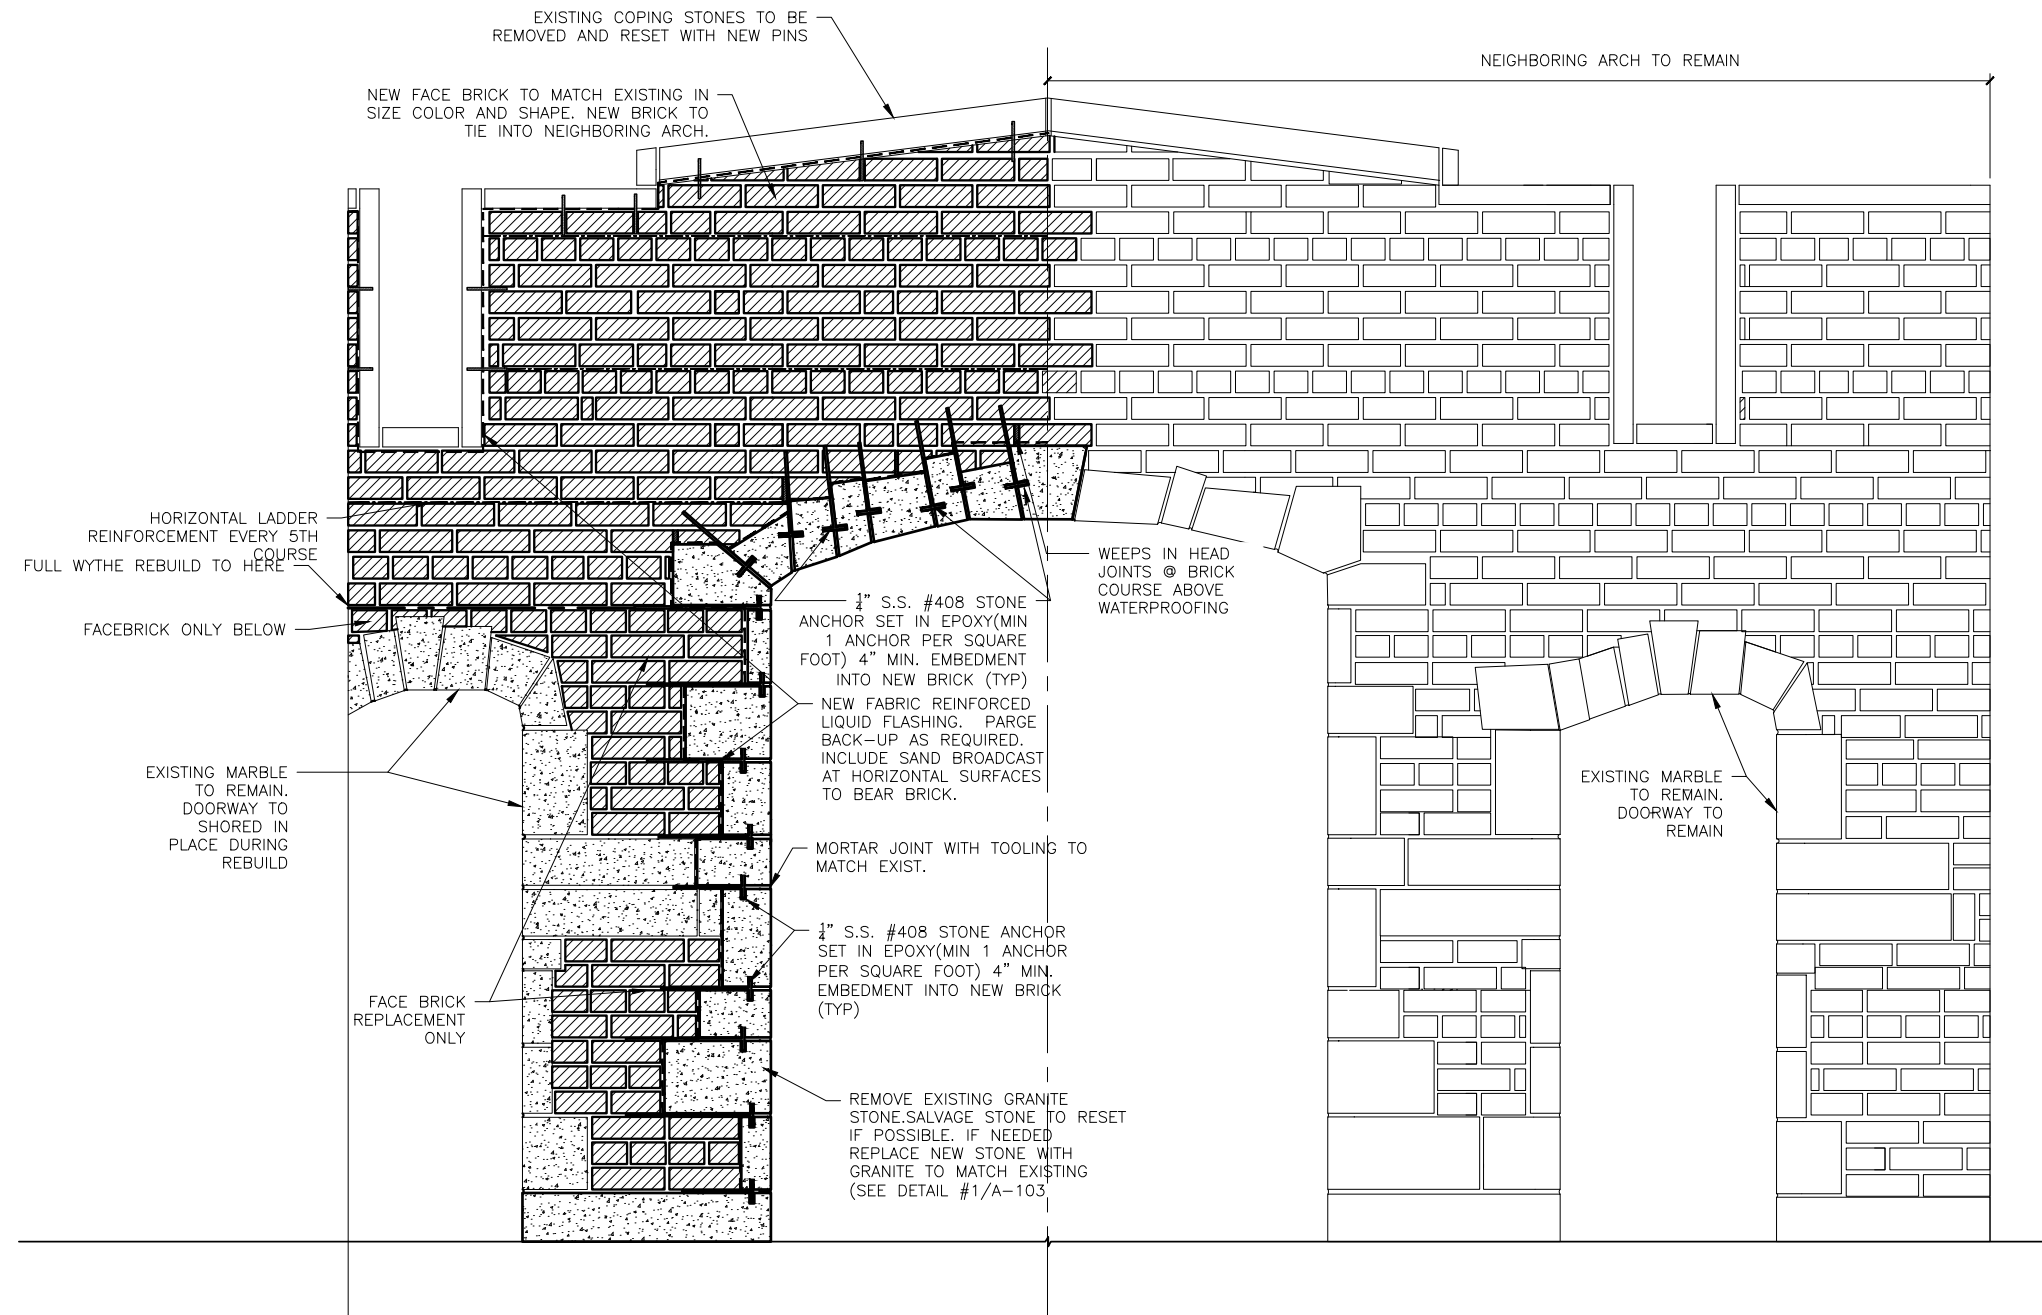 EXISTING COPING STONES TO BE
REMOVED AND RESET WITH NEW PINS
NEIGHBORING ARCH TO REMAIN
NEW FACE BRICK TO MATCH EXISTING IN
SIZE COLOR AND SHAPE. NEW BRICK TO
TIE INTO NEIGHBORING ARCH.
HORIZONTAL LADDER
REINFORCEMENT EVERY 5TH
COURSE
FULL WYTHE REBUILD TO HERE
FACEBRICK ONLY BELOW
WEEPS IN HEAD
JOINTS @ BRICK
COURSE ABOVE
WATERPROOFING
¼" S.S. #408 STONE
ANCHOR SET IN EPOXY(MIN
1 ANCHOR PER SQUARE
FOOT) 4" MIN. EMBEDMENT
INTO NEW BRICK (TYP)
NEW FABRIC REINFORCED
LIQUID FLASHING. PARGE
BACK-UP AS REQUIRED.
INCLUDE SAND BROADCAST
AT HORIZONTAL SURFACES
TO BEAR BRICK.
EXISTING MARBLE
TO REMAIN.
DOORWAY TO
SHORED IN
PLACE DURING
REBUILD
EXISTING MARBLE
TO REMAIN.
DOORWAY TO
REMAIN
MORTAR JOINT WITH TOOLING TO
MATCH EXIST.
¼" S.S. #408 STONE ANCHOR
SET IN EPOXY(MIN 1 ANCHOR
PER SQUARE FOOT) 4" MIN.
EMBEDMENT INTO NEW BRICK
(TYP)
FACE BRICK
REPLACEMENT
ONLY
REMOVE EXISTING GRANITE
STONE.SALVAGE STONE TO RESET
IF POSSIBLE. IF NEEDED
REPLACE NEW STONE WITH
GRANITE TO MATCH EXISTING
(SEE DETAIL #1/A-103